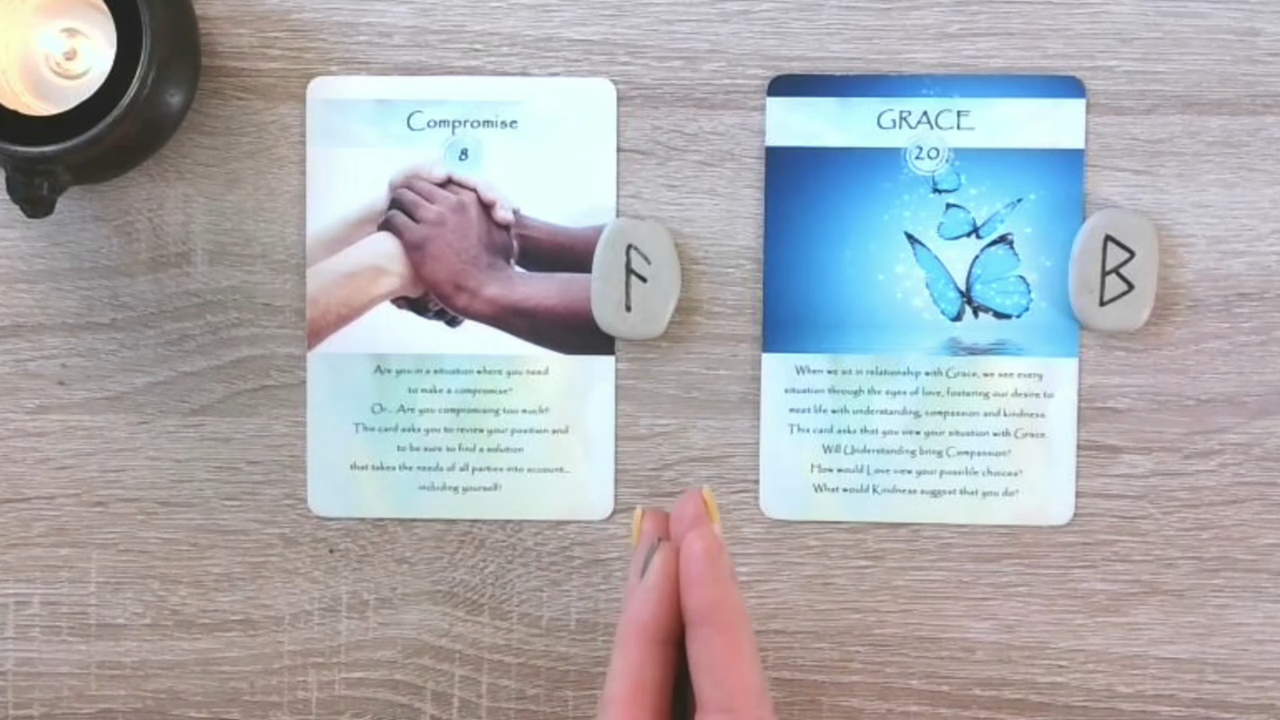 Compromise
8
Are you in a situation where you need
to make a compromise?
Or... Are you compromising too much?
This card asks you to review your position and
to be sure to find a solution
that takes the needs of all parties into account...
including yourself!
ᚨ
GRACE
20
When we sit in relationship with Grace, we see every
situation through the eyes of love, fostering our desire to
meet life with understanding, compassion and kindness.
This card asks that you view your situation with Grace.
Will Understanding bring Compassion?
How would Love view your possible choices?
What would Kindness suggest that you do?
ᛒ